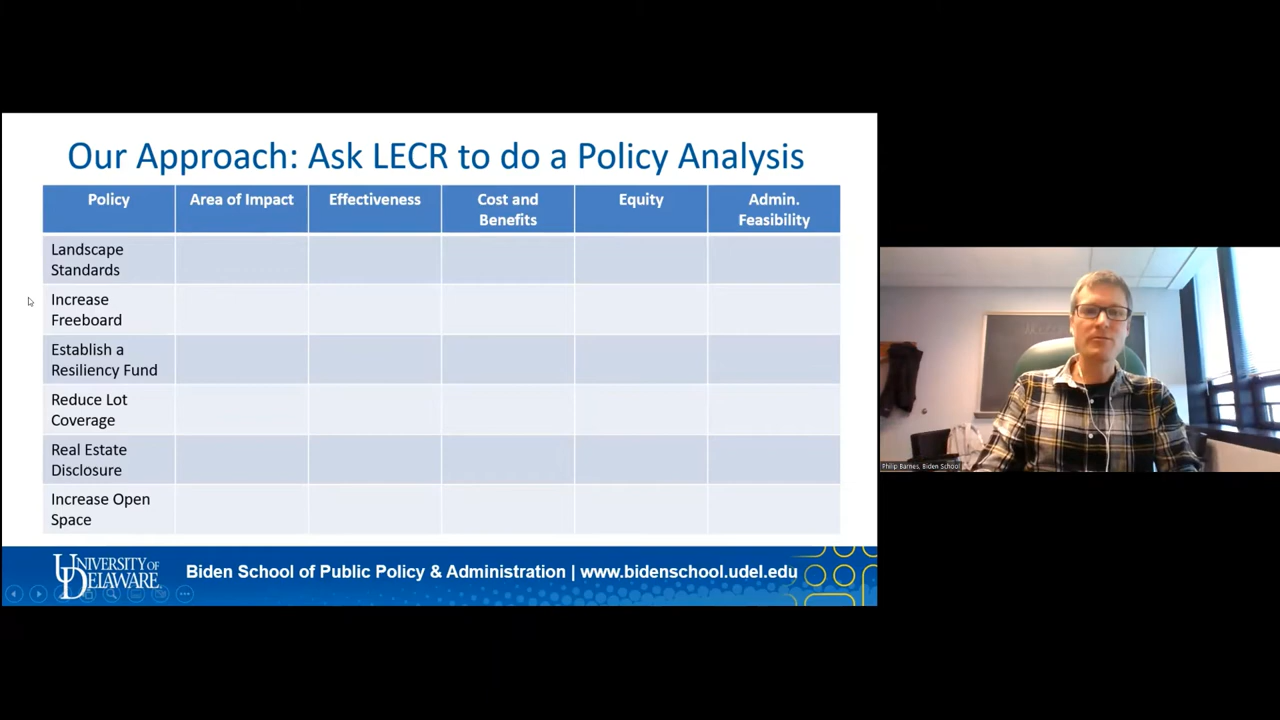 Our Approach: Ask LECR to do a Policy Analysis
Policy
Area of Impact
Effectiveness
Cost and
Benefits
Equity
Admin.
Feasibility
Landscape
Standards
Increase
Freeboard
Establish a
Resiliency Fund
Reduce Lot
Coverage
Real Estate
Disclosure
Increase Open
Space
UNIVERSITY OF
DELAWARE.
Biden School of Public Policy & Administration | www.bidenschool.udel.edu
Philip Barnes, Biden School